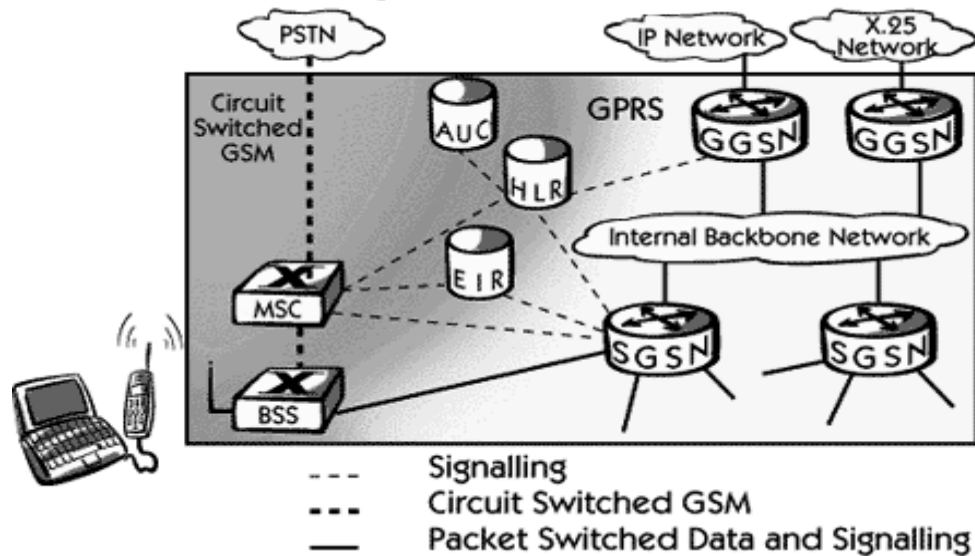 PSTN
IP Network
X.25
Network
Circuit
Switched
GSM
AUC
GPRS
GGSN
GGSN
HLR
Internal Backbone Network
EIR
MSC
SGSN
SGSN
BSS
Signalling
Circuit Switched GSM
Packet Switched Data and Signalling